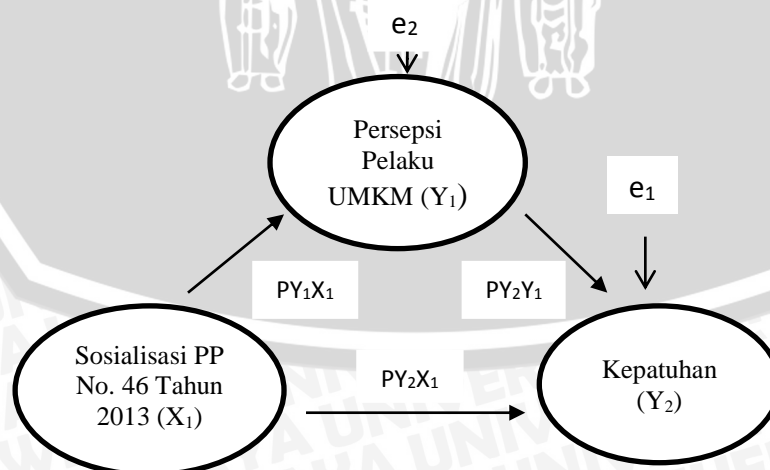 e₂
Persepsi
Pelaku
UMKM (Y₁)
e₁
PY₁X₁
PY₂Y₁
Sosialisasi PP
No. 46 Tahun
2013 (X₁)
PY₂X₁
Kepatuhan
(Y₂)